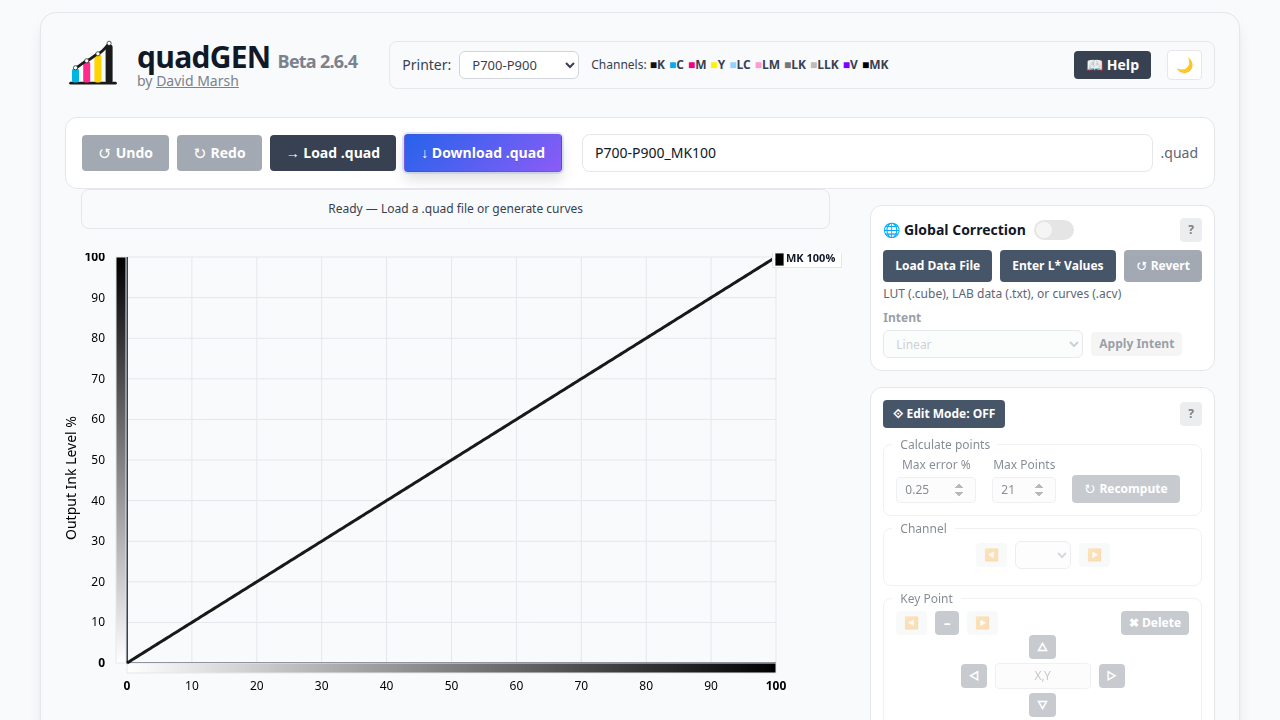 quadGEN Beta 2.6.4
by David Marsh
Printer: P700-P900 Channels: K C M Y LC LM LK LLK V MK
📖 Help
🌙
↺ Undo ↻ Redo → Load .quad ↓ Download .quad P700-P900_MK100 .quad
Ready — Load a .quad file or generate curves
MK 100%
Output Ink Level %
100
90
80
70
60
50
40
30
20
10
0
0 10 20 30 40 50 60 70 80 90 100
🌐 Global Correction ?
Load Data File Enter L* Values ↺ Revert
LUT (.cube), LAB data (.txt), or curves (.acv)
Intent
Linear Apply Intent
⟐ Edit Mode: OFF ?
Calculate points
Max error % Max Points
0.25 21 ↻ Recompute
Channel
◀ ▶
Key Point
◀ – ▶ ✖ Delete
△
◁ X,Y ▷
▽